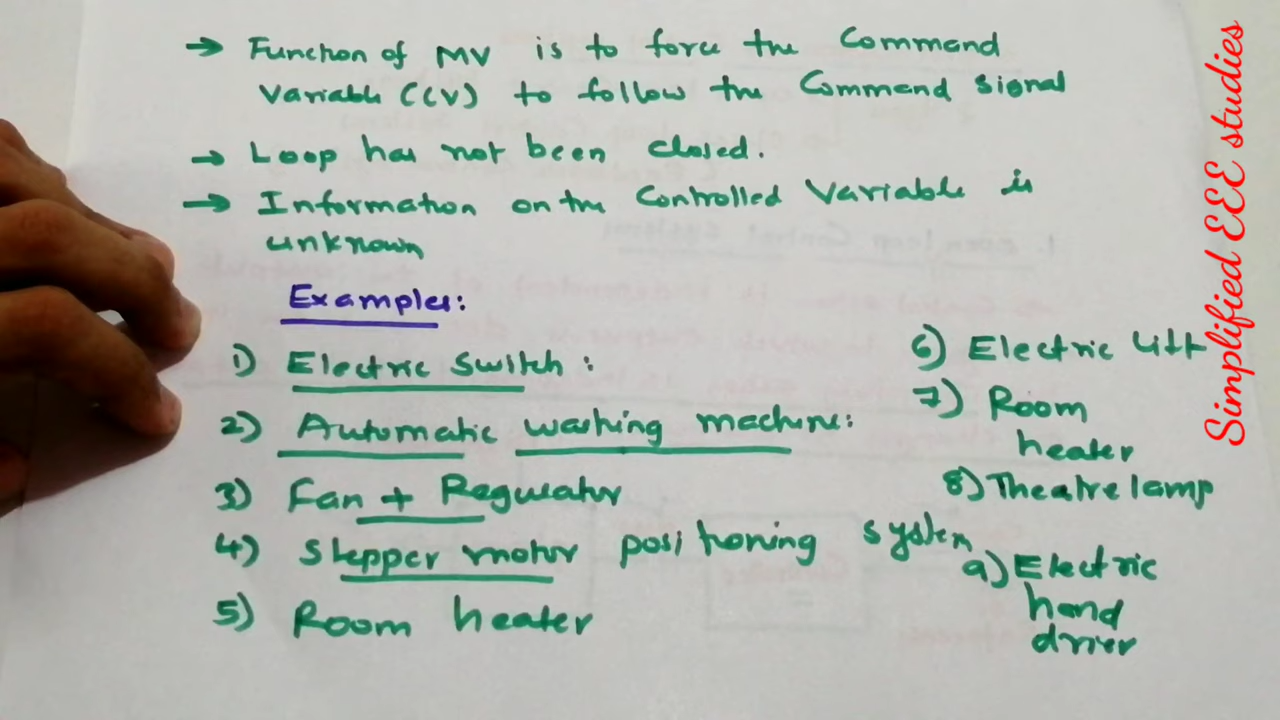 → Function of MV is to force the Command
Variable (CV) to follow the Command Signal
→ Loop has not been closed.
→ Information on the Controlled Variable is
unknown
Examples:
1) Electric Switch:
2) Automatic washing machine:
3) Fan + Regulator
4) Stepper motor positioning system
5) Room heater
6) Electric lift
7) Room
heater
8) Theatre lamp
9) Electric
hand
drier
Simplified EEE studies